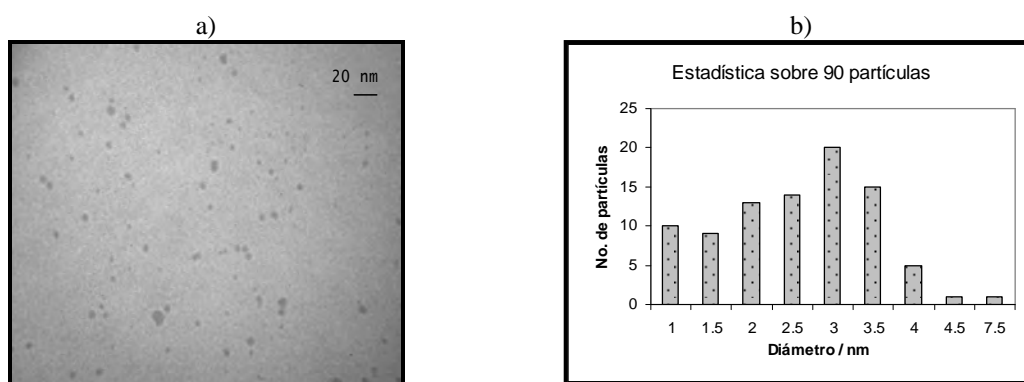 a)
20 nm
b)
Estadística sobre 90 partículas
No. de partículas
25
20
15
10
5
0
1 1.5 2 2.5 3 3.5 4 4.5 7.5
Diámetro / nm